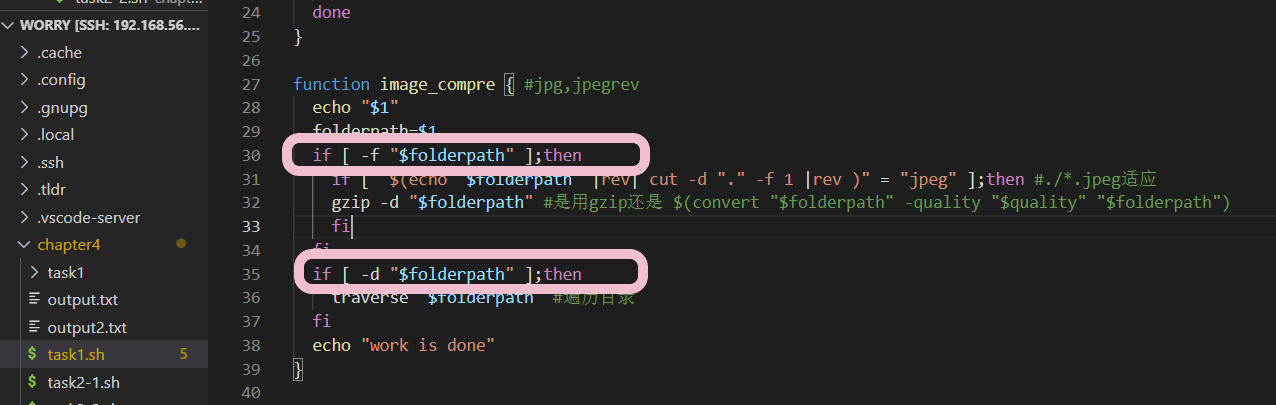 task2-2.sh chapt...
WORRY [SSH: 192.168.56....
.cache
.config
.gnupg
.local
.ssh
.tldr
.vscode-server
chapter4
task1
output.txt
output2.txt
task1.sh 5
task2-1.sh
24 done
25 }
26
27 function image_compre { #jpg,jpegrev
28 echo "$1"
29 folderpath=$1
30 if [ -f "$folderpath" ];then
31 if [ "$(echo "$folderpath" |rev| cut -d "." -f 1 |rev )" = "jpeg" ];then #./*.jpeg适应
32 gzip -d "$folderpath" #是用gzip还是 $(convert "$folderpath" -quality "$quality" "$folderpath")
33 fi
34 fi
35 if [ -d "$folderpath" ];then
36 traverse "$folderpath" #遍历目录
37 fi
38 echo "work is done"
39 }
40